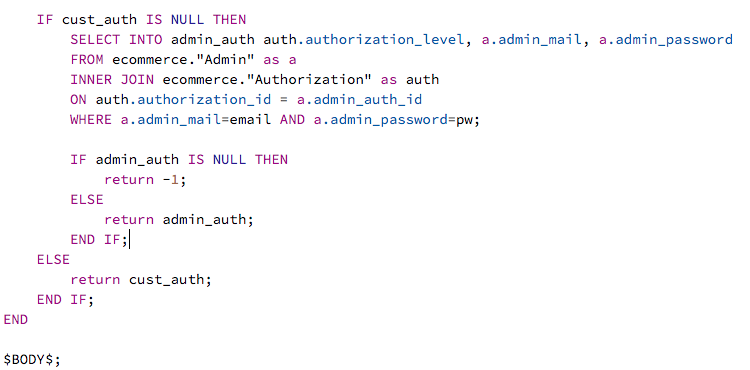 IF cust_auth IS NULL THEN
SELECT INTO admin_auth auth.authorization_level, a.admin_mail, a.admin_password
FROM ecommerce."Admin" as a
INNER JOIN ecommerce."Authorization" as auth
ON auth.authorization_id = a.admin_auth_id
WHERE a.admin_mail=email AND a.admin_password=pw;
IF admin_auth IS NULL THEN
return -1;
ELSE
return admin_auth;
END IF;
ELSE
return cust_auth;
END IF;
END
$BODY$;